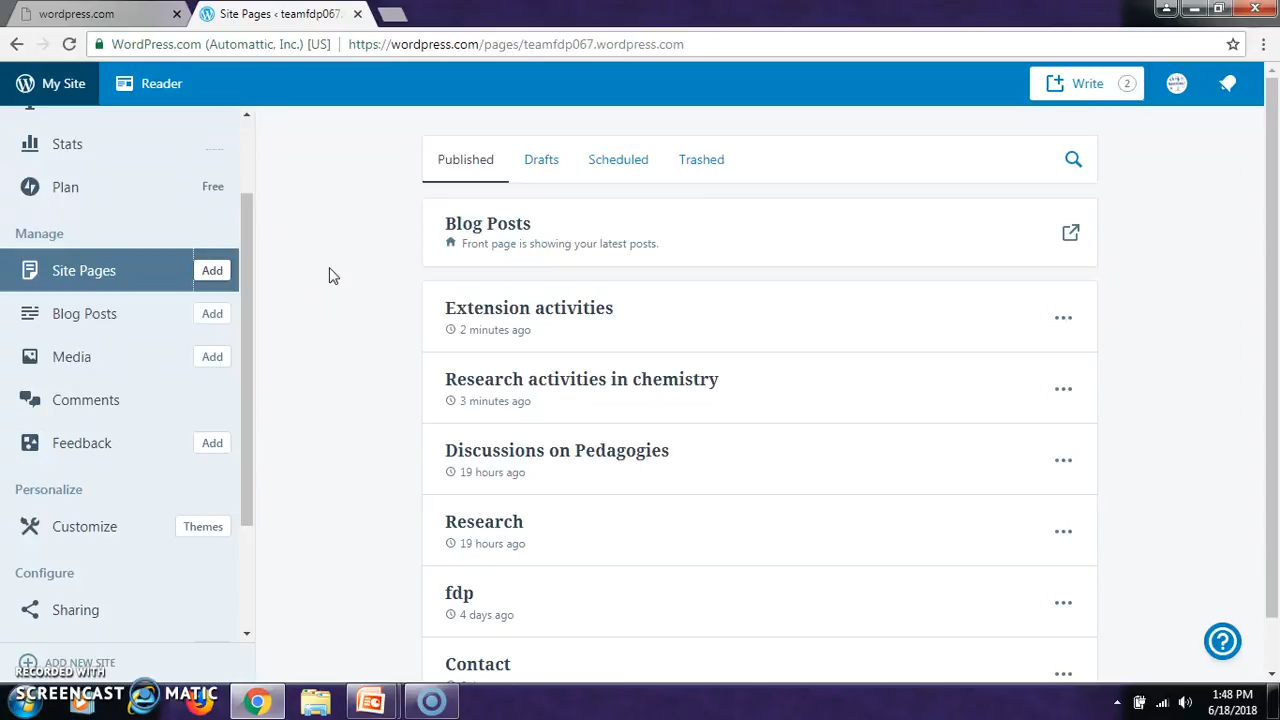 wordpress.com
Site Pages ‹ teamfdp067.
WordPress.com (Automattic, Inc.) [US]
https://wordpress.com/pages/teamfdp067.wordpress.com
My Site
Reader
Write
2
Stats
Plan
Free
Manage
Site Pages
Add
Blog Posts
Add
Media
Add
Comments
Feedback
Add
Personalize
Customize
Themes
Configure
Sharing
ADD NEW SITE
Published
Drafts
Scheduled
Trashed
Blog Posts
Front page is showing your latest posts.
Extension activities
2 minutes ago
Research activities in chemistry
3 minutes ago
Discussions on Pedagogies
19 hours ago
Research
19 hours ago
fdp
4 days ago
Contact
RECORDED WITH
SCREENCAST MATIC
1:48 PM
6/18/2018